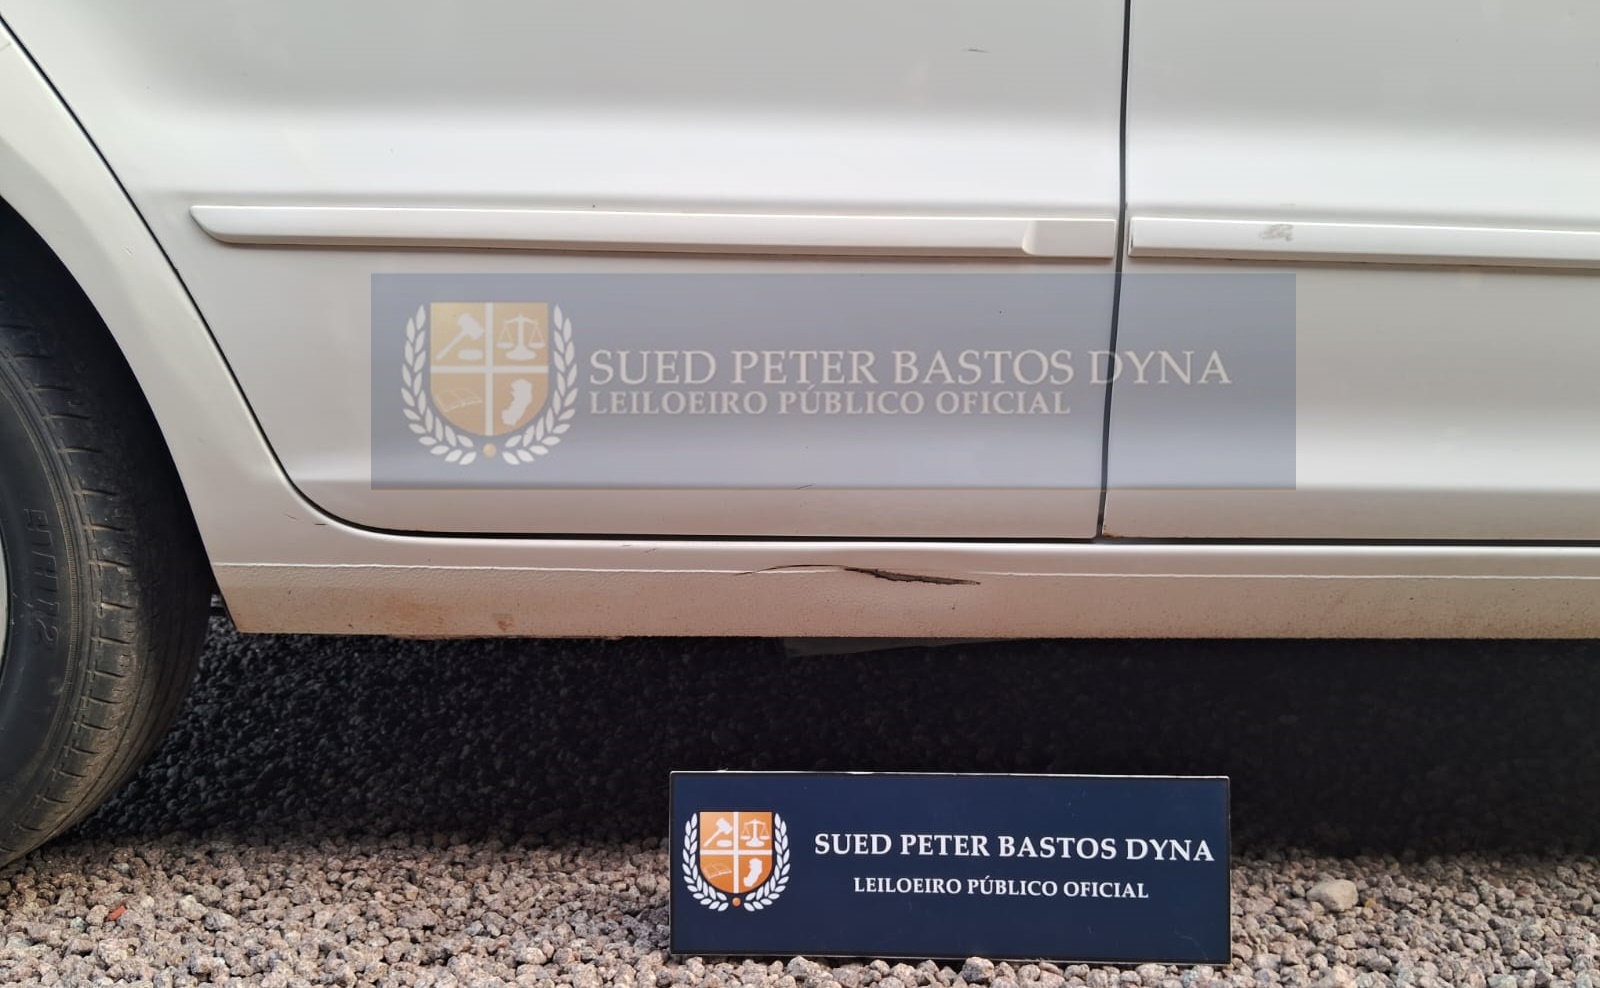 SUED PETER BASTOS DYNA
LEILOEIRO PÚBLICO OFICIAL
SUED PETER BASTOS DYNA
LEILOEIRO PÚBLICO OFICIAL